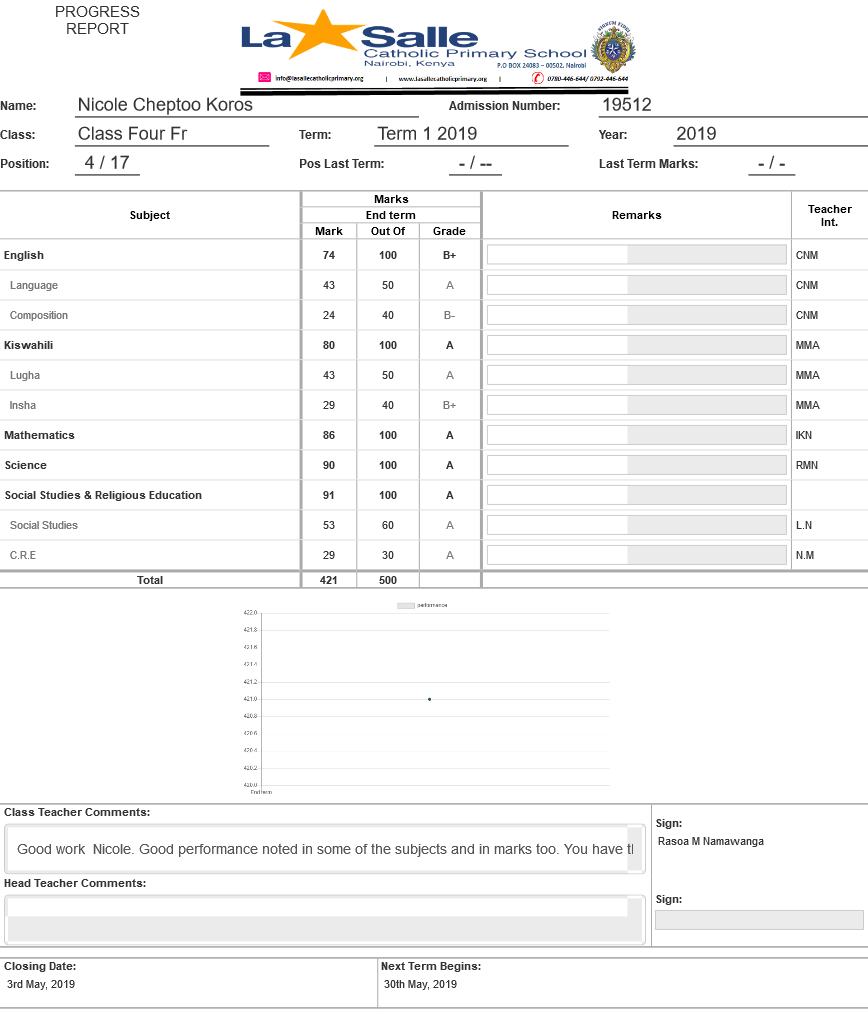 PROGRESS
REPORT
La Salle
Catholic Primary School
Nairobi, Kenya
P.O BOX 24083 – 00502, Nairobi
info@lasallecatholicprimary.org | www.lasallecatholicprimary.org | 0780-446-644/ 0792-446-644
Name: Nicole Cheptoo Koros Admission Number: 19512
Class: Class Four Fr Term: Term 1 2019 Year: 2019
Position: 4 / 17 Pos Last Term: - / -- Last Term Marks: - / -
Subject Marks Remarks Teacher Int.
End term
Mark Out Of Grade
English 74 100 B+ CNM
Language 43 50 A CNM
Composition 24 40 B- CNM
Kiswahili 80 100 A MMA
Lugha 43 50 A MMA
Insha 29 40 B+ MMA
Mathematics 86 100 A IKN
Science 90 100 A RMN
Social Studies & Religious Education 91 100 A
Social Studies 53 60 A L.N
C.R.E 29 30 A N.M
Total 421 500
performance
422.0
421.8
421.6
421.4
421.2
421.0
420.8
420.6
420.4
420.2
420.0
End term
Class Teacher Comments:
Sign:
Good work Nicole. Good performance noted in some of the subjects and in marks too. You have
Rasoa M Namawanga
Head Teacher Comments:
Sign:
Closing Date: Next Term Begins:
3rd May, 2019 30th May, 2019